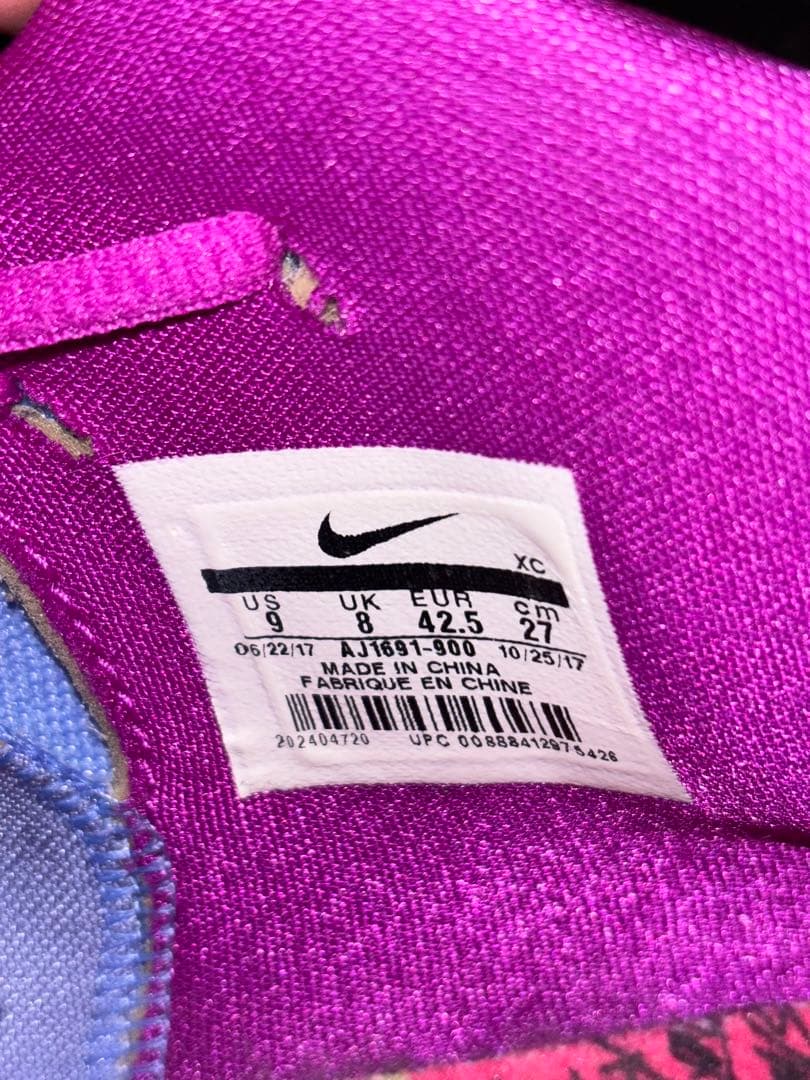 XC
US UK EUR cm
9 8 42.5 27
06/22/17 AJ1691-900 10/25/17
MADE IN CHINA
FABRIQUE EN CHINE
202404720 UPC 00888412975426